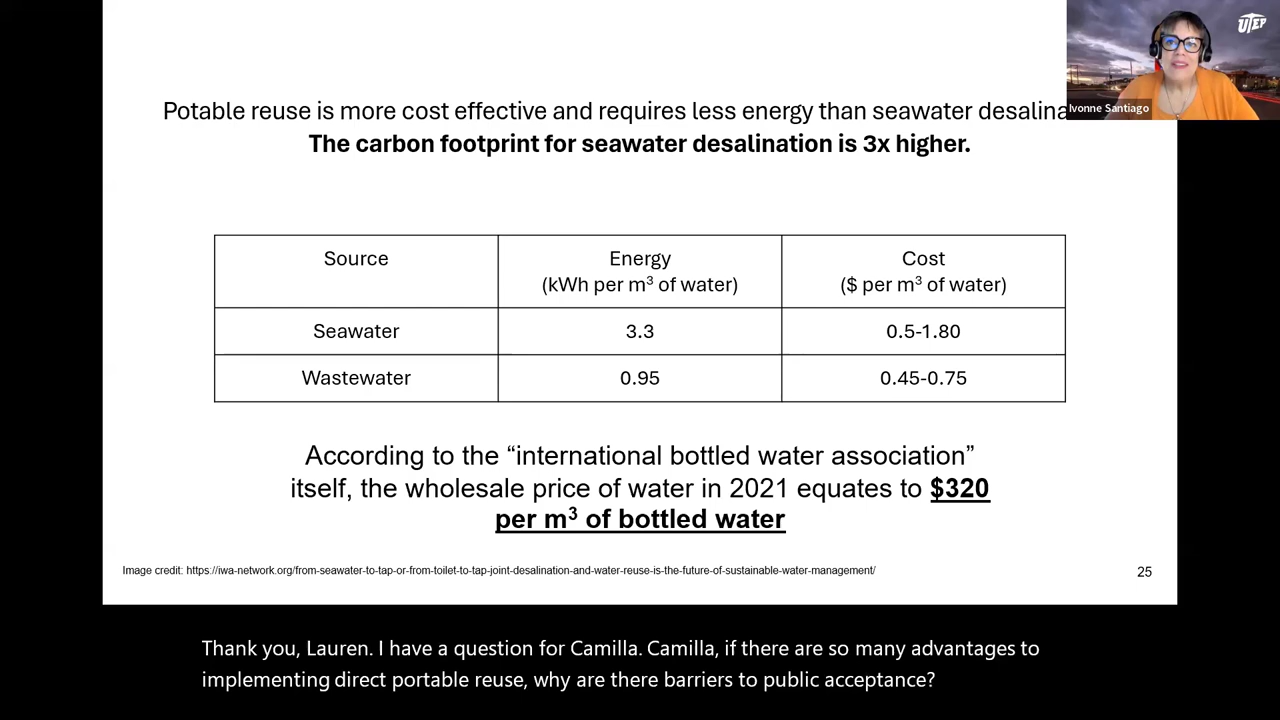 UTEP
Ivonne Santiago
Potable reuse is more cost effective and requires less energy than seawater desalina
The carbon footprint for seawater desalination is 3x higher.
Source
Energy
(kWh per m³ of water)
Cost
($ per m³ of water)
Seawater
3.3
0.5-1.80
Wastewater
0.95
0.45-0.75
According to the “international bottled water association”
itself, the wholesale price of water in 2021 equates to $320
per m³ of bottled water
Image credit: https://iwa-network.org/from-seawater-to-tap-or-from-toilet-to-tap-joint-desalination-and-water-reuse-is-the-future-of-sustainable-water-management/
25
Thank you, Lauren. I have a question for Camilla. Camilla, if there are so many advantages to
implementing direct portable reuse, why are there barriers to public acceptance?